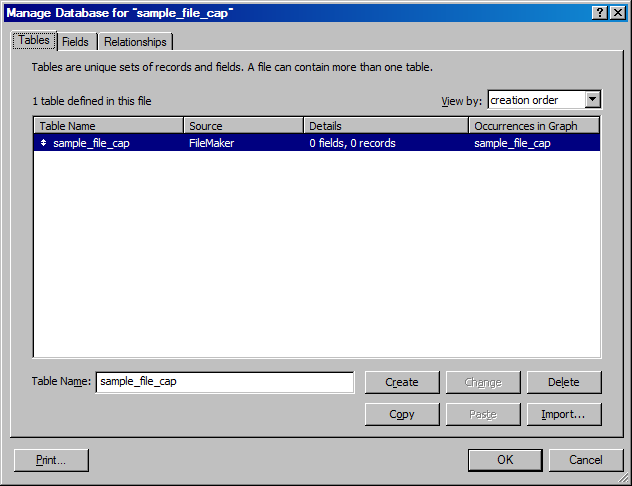 Manage Database for "sample_file_cap"
Tables Fields Relationships
Tables are unique sets of records and fields. A file can contain more than one table.
1 table defined in this file View by: creation order
Table Name Source Details Occurrences in Graph
sample_file_cap FileMaker 0 fields, 0 records sample_file_cap
Table Name: sample_file_cap Create Change Delete
Copy Paste Import...
Print... OK Cancel